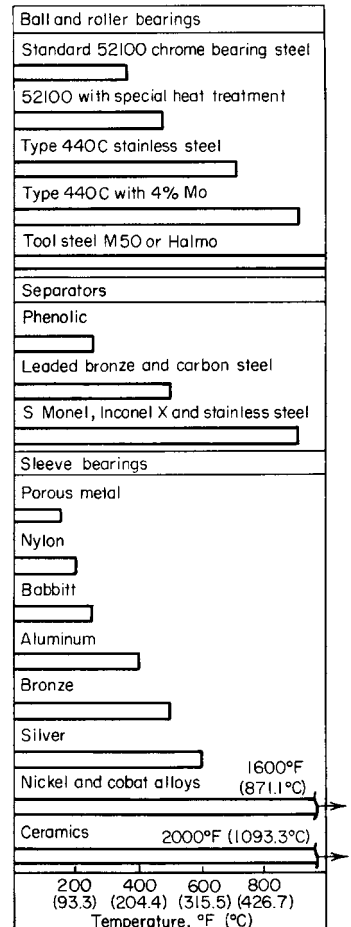 Ball and roller bearings
Standard 52100 chrome bearing steel
52100 with special heat treatment
Type 440C stainless steel
Type 440C with 4% Mo
Tool steel M50 or Halmo
Separators
Phenolic
Leaded bronze and carbon steel
S Monel, Inconel X and stainless steel
Sleeve bearings
Porous metal
Nylon
Babbitt
Aluminum
Bronze
Silver
1600°F
Nickel and cobat alloys (871.1°C)
Ceramics 2000°F (1093.3°C)
200 400 600 800
(93.3) (204.4) (315.5) (426.7)
Temperature, °F (°C)